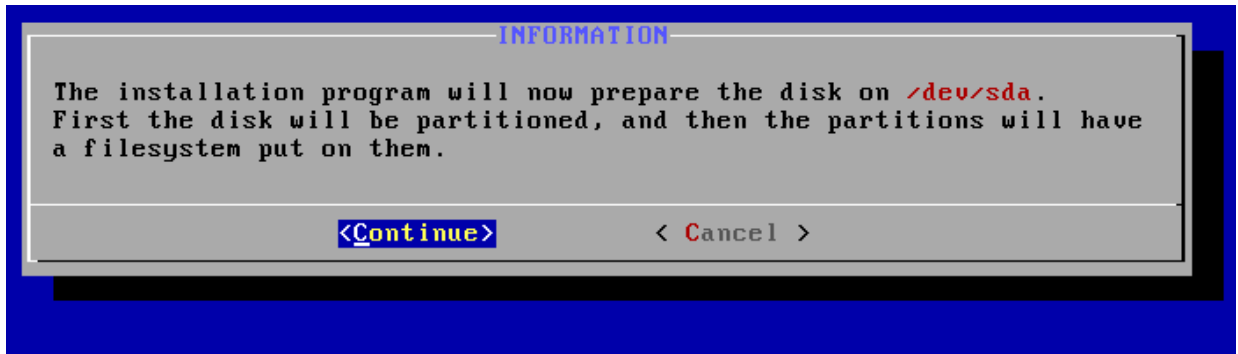 INFORMATION
The installation program will now prepare the disk on /dev/sda.
First the disk will be partitioned, and then the partitions will have
a filesystem put on them.
<Continue> < Cancel >